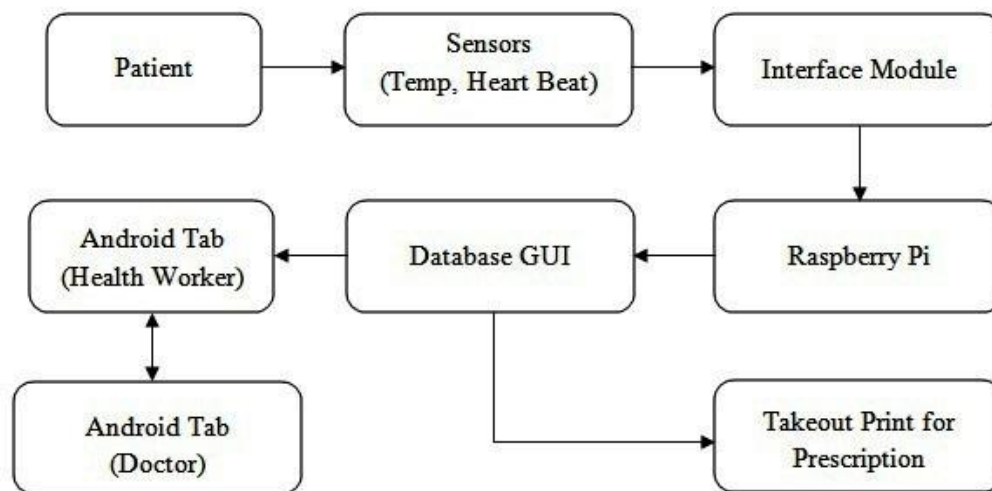 Patient
Sensors
(Temp, Heart Beat)
Interface Module
Android Tab
(Health Worker)
Database GUI
Raspberry Pi
Android Tab
(Doctor)
Takeout Print for
Prescription